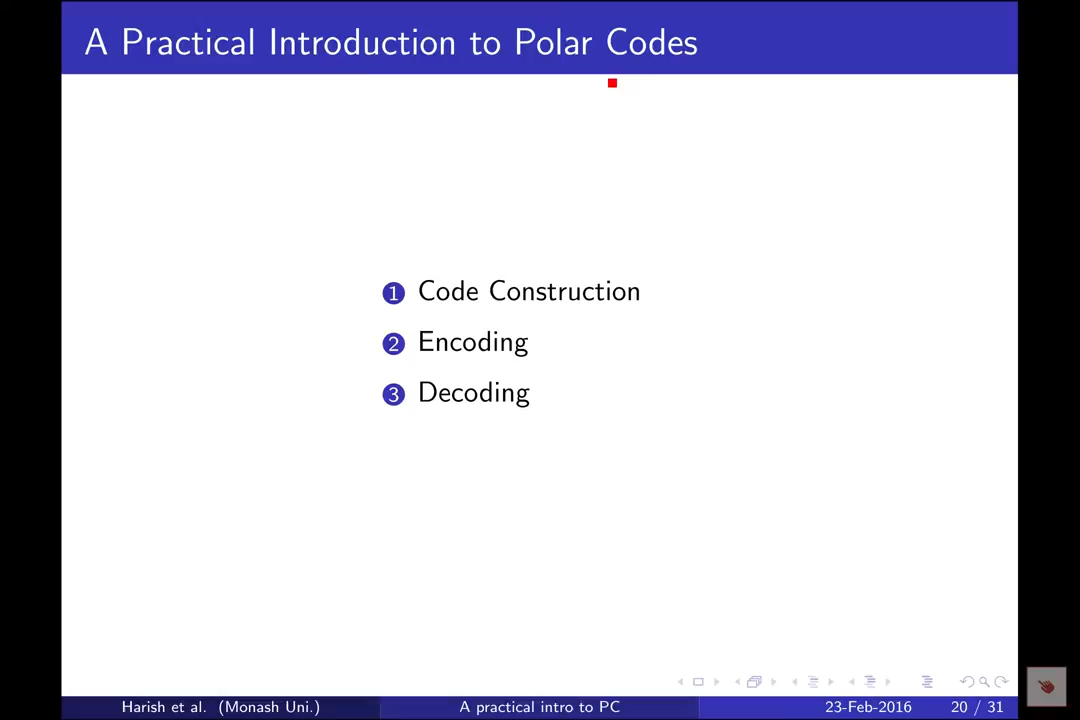 A Practical Introduction to Polar Codes
1 Code Construction
2 Encoding
3 Decoding
Harish et al. (Monash Uni.) A practical intro to PC 23-Feb-2016 20 / 31